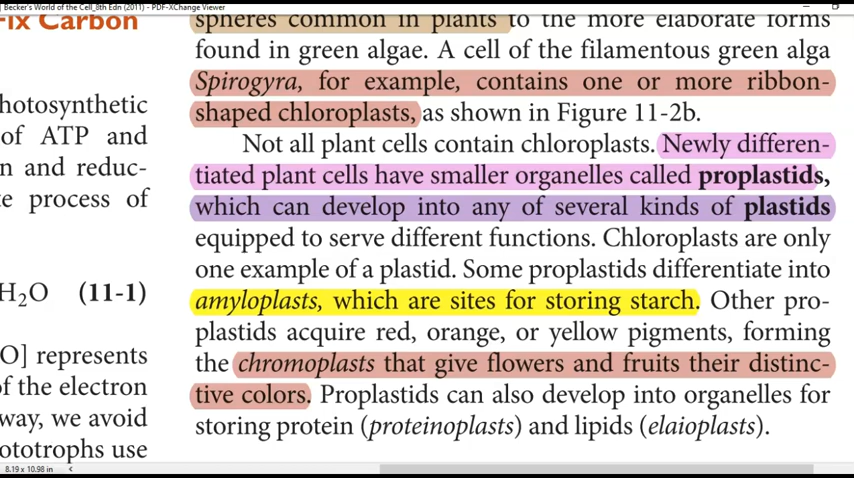 Becker's World of the Cell_8th Edn (2011) - PDF-XChange Viewer
Fix Carbon
hotosynthetic
of ATP and
n and reduc-
e process of
H₂O (11-1)
O] represents
of the electron
way, we avoid
ototrophs use
spheres common in plants to the more elaborate forms
found in green algae. A cell of the filamentous green alga
Spirogyra, for example, contains one or more ribbon-
shaped chloroplasts, as shown in Figure 11-2b.
Not all plant cells contain chloroplasts. Newly differen-
tiated plant cells have smaller organelles called proplastids,
which can develop into any of several kinds of plastids
equipped to serve different functions. Chloroplasts are only
one example of a plastid. Some proplastids differentiate into
amyloplasts, which are sites for storing starch. Other pro-
plastids acquire red, orange, or yellow pigments, forming
the chromoplasts that give flowers and fruits their distinc-
tive colors. Proplastids can also develop into organelles for
storing protein (proteinoplasts) and lipids (elaioplasts).
8.19 x 10.98 in